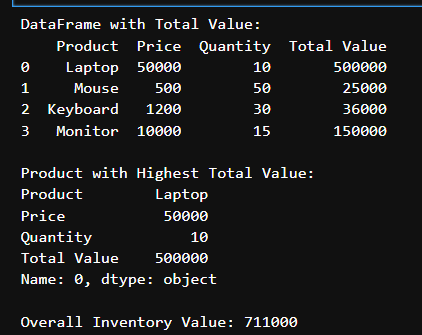 DataFrame with Total Value:
Product Price Quantity Total Value
0 Laptop 50000 10 500000
1 Mouse 500 50 25000
2 Keyboard 1200 30 36000
3 Monitor 10000 15 150000
Product with Highest Total Value:
Product Laptop
Price 50000
Quantity 10
Total Value 500000
Name: 0, dtype: object
Overall Inventory Value: 711000